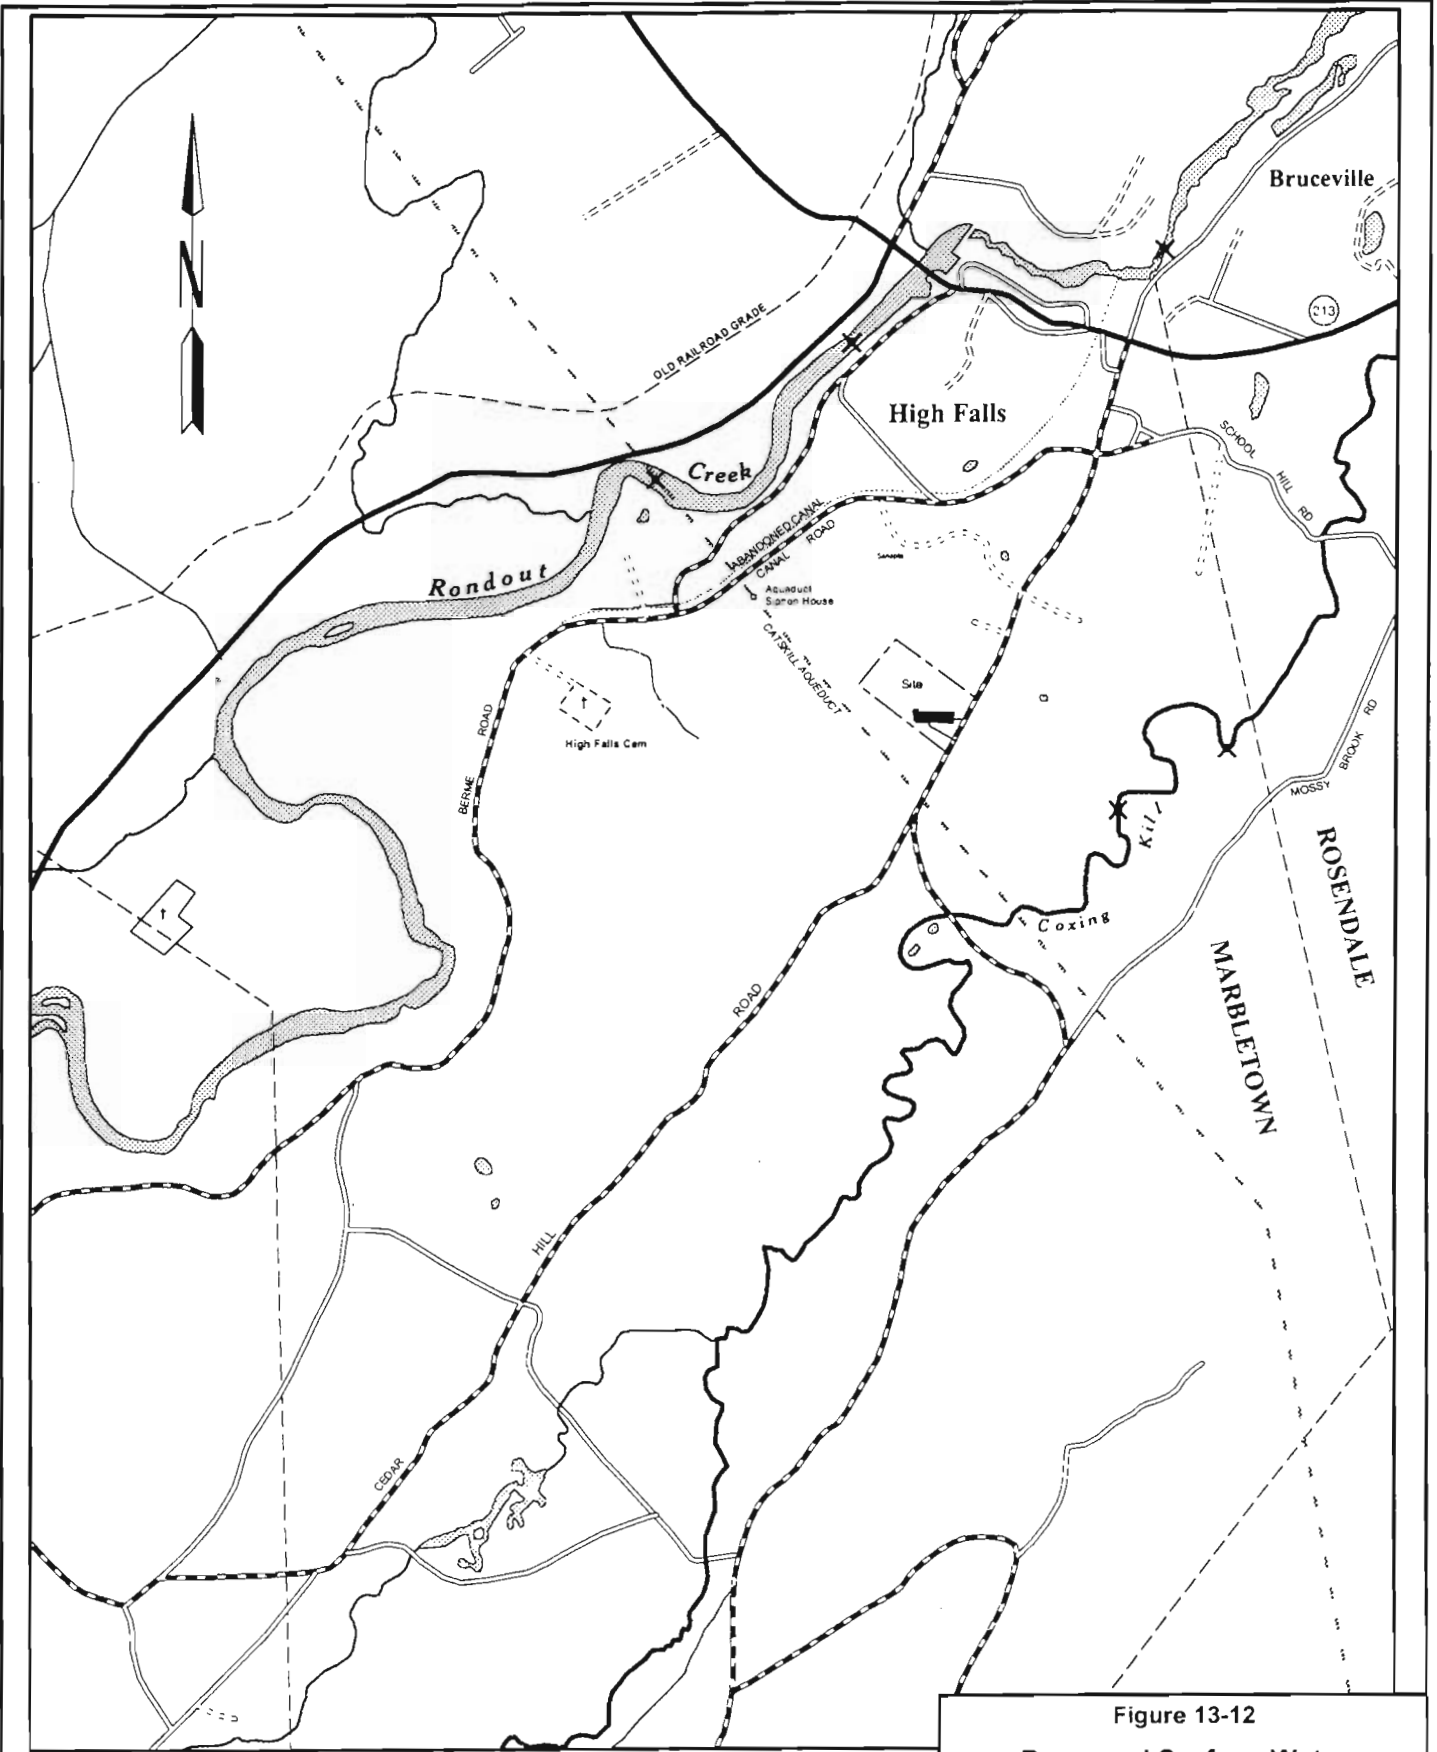 N
Bruceville
213
OLD RAILROAD GRADE
High Falls
SCHOOL
HILL
RD
Creek
ABANDONED CANAL
CANAL ROAD
Rondout
Aquaduct
House
CATSKILL AQUEDUCT
Site
High Falls Cem
BERME ROAD
MOSSY BROOK RD
Kill
Coxing
ROSENDALE
MARBLETOWN
CEDAR HILL ROAD
Figure 13-12